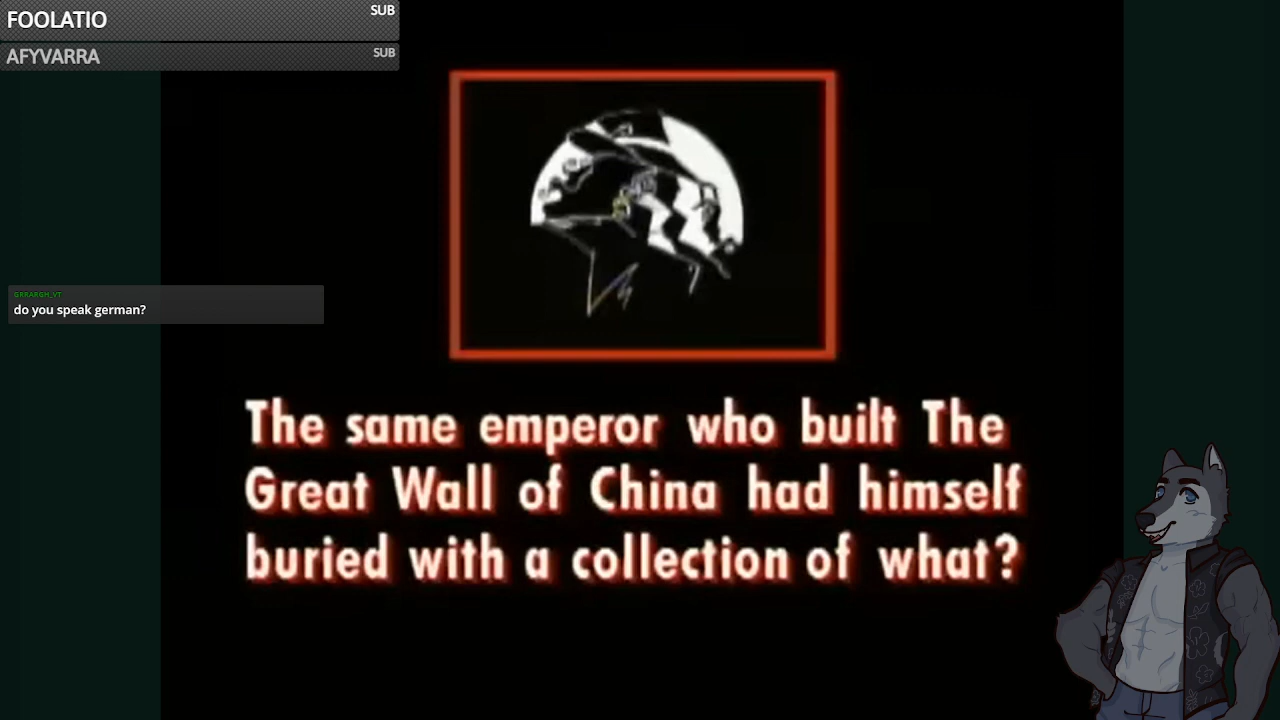 FOOLATIO SUB
AFYVARRA SUB
GRRARGH_VT
do you speak german?
The same emperor who built The
Great Wall of China had himself
buried with a collection of what?